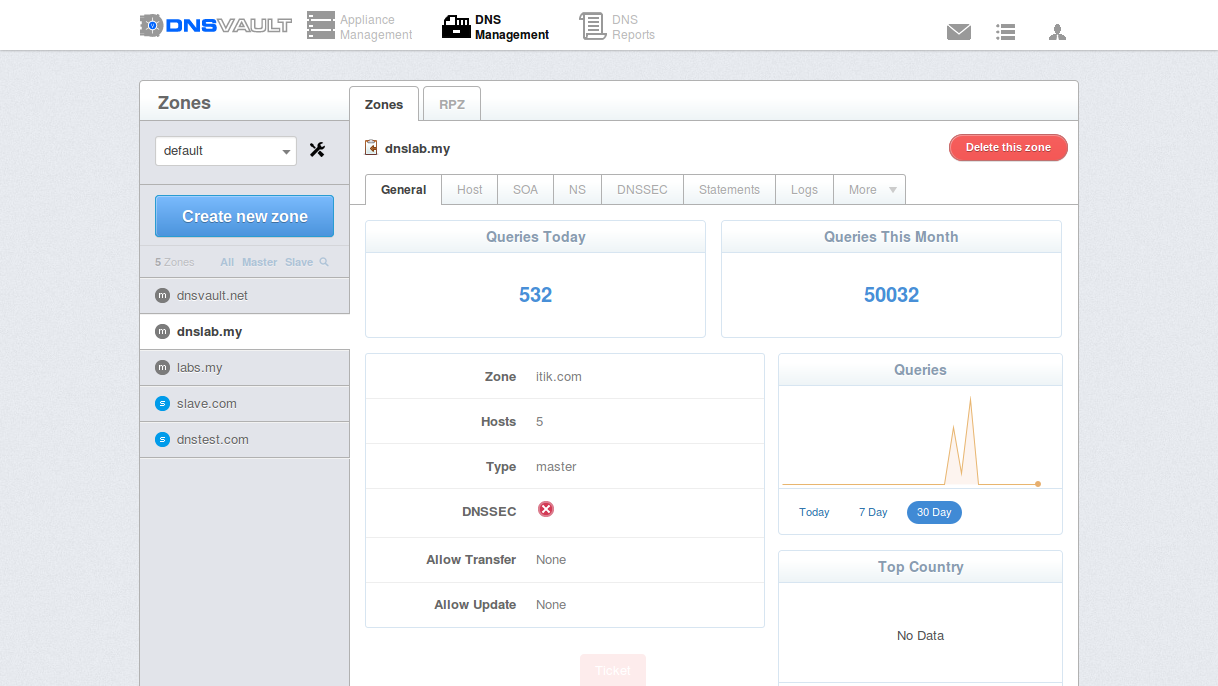 DNSVAULT
Appliance
Management
DNS
Management
DNS
Reports
Zones
Zones
RPZ
default
dnslab.my
Delete this zone
General
Host
SOA
NS
DNSSEC
Statements
Logs
More
Create new zone
5 Zones
All
Master
Slave
m dnsvault.net
m dnslab.my
m labs.my
s slave.com
s dnstest.com
Queries Today
532
Queries This Month
50032
Zone itik.com
Hosts 5
Type master
DNSSEC
Allow Transfer None
Allow Update None
Queries
Today
7 Day
30 Day
Top Country
No Data
Ticket